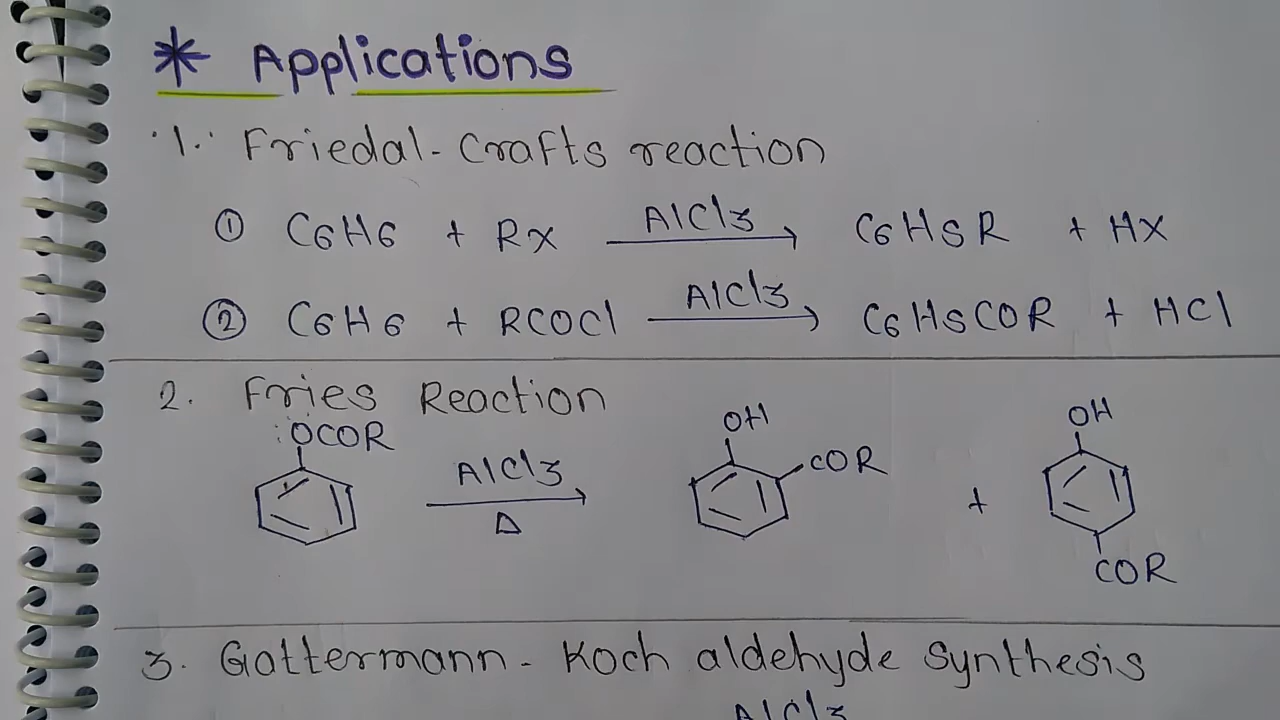 * Applications
1. Friedal-Crafts reaction
① C6H6 + RX AlCl3 → C6H5R + HX
② C6H6 + RCOCl AlCl3 → C6H5COR + HCl
2. Fries Reaction
OCOR AlCl3 → Δ OH COR + OH COR
3. Gattermann - Koch aldehyde synthesis
AlCl3